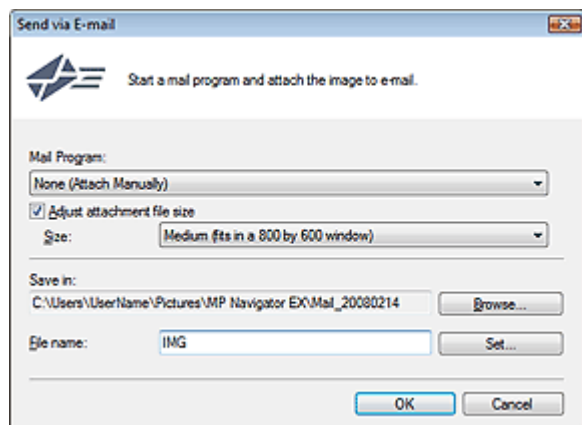 Send via E-mail
Start a mail program and attach the image to e-mail.
Mail Program:
None (Attach Manually)
Adjust attachment file size
Size: Medium (fits in a 800 by 600 window)
Save in:
C:\Users\UserName\Pictures\MP Navigator EX\Mail_20080214 Browse...
File name: IMG Set...
OK Cancel